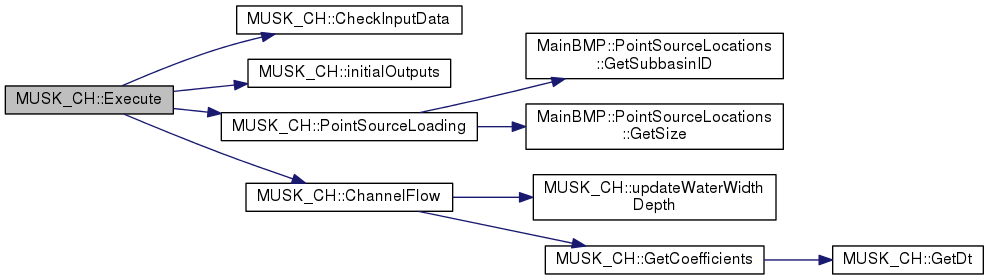 MUSK_CH::Execute
MUSK_CH::CheckInputData
MUSK_CH::initialOutputs
MUSK_CH::PointSourceLoading
MUSK_CH::ChannelFlow
MainBMP::PointSourceLocations
::GetSubbasinID
MainBMP::PointSourceLocations
::GetSize
MUSK_CH::updateWaterWidth
Depth
MUSK_CH::GetCoefficients
MUSK_CH::GetDt